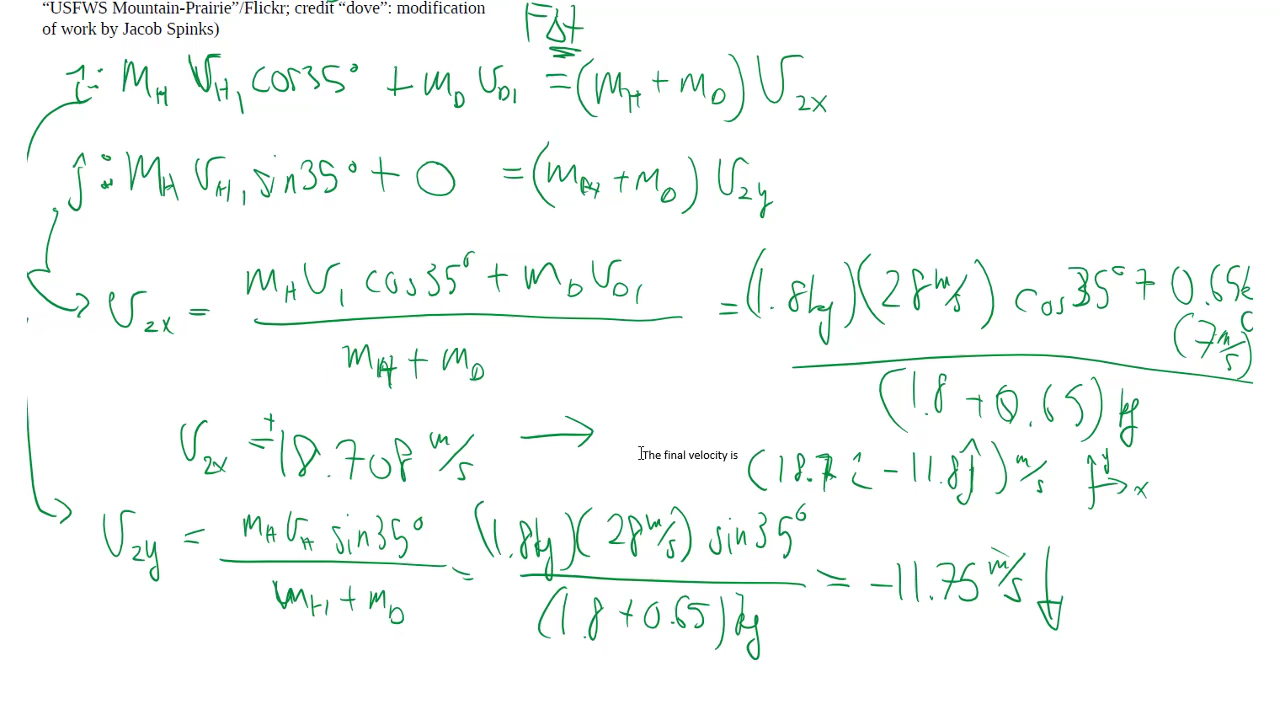 “USFWS Mountain-Prairie”/Flickr; credit “dove”: modification
of work by Jacob Spinks)
FΔt
î: m_H v_H1 cos35° + m_D v_D1 = (m_H + m_D) v_2x
ĵ: m_H v_H1 sin35° + 0 = (m_H + m_D) v_2y
v_2x = (m_H v_1 cos35° + m_D v_D1) / (m_H + m_D) = ((1.8kg)(28 m/s) cos35° + 0.65k (7 m/s)) / ((1.8 + 0.65) kg)
v_2x = +18.708 m/s →
The final velocity is (18.7 î - 11.8 ĵ) m/s y x
v_2y = (m_H v_H sin35°) / (m_H + m_D) = ((1.8kg)(28 m/s) sin35°) / ((1.8 + 0.65) kg) = -11.75 m/s ↓